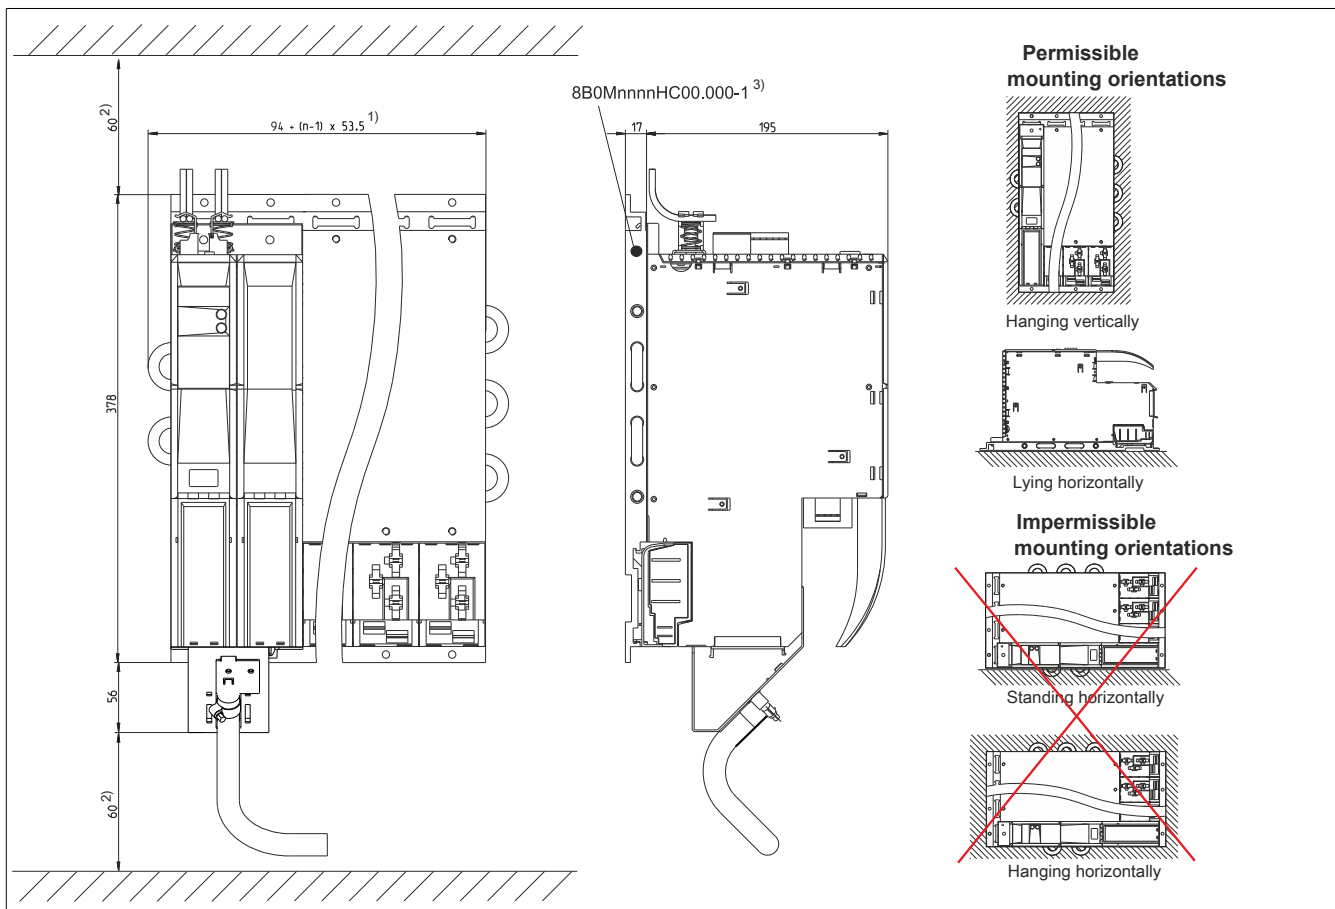 60 2)
94 + (n-1) x 53.5 1)
378
56
60 2)
8B0MnnnnHC00.000-1 3)
17
195
Permissible
mounting orientations
Hanging vertically
Lying horizontally
Impermissible
mounting orientations
Standing horizontally
Hanging horizontally